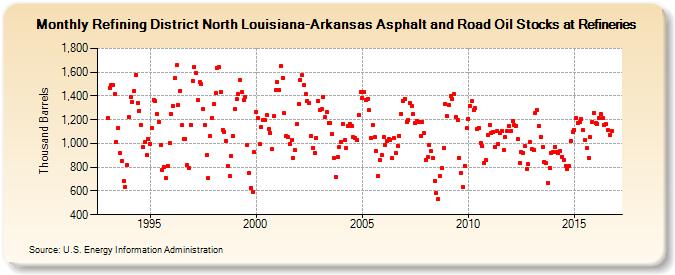 Monthly Refining District North Louisiana-Arkansas Asphalt and Road Oil Stocks at Refineries
Thousand Barrels
1,800
1,600
1,400
1,200
1,000
800
600
400
1995 2000 2005 2010 2015
Source: U.S. Energy Information Administration